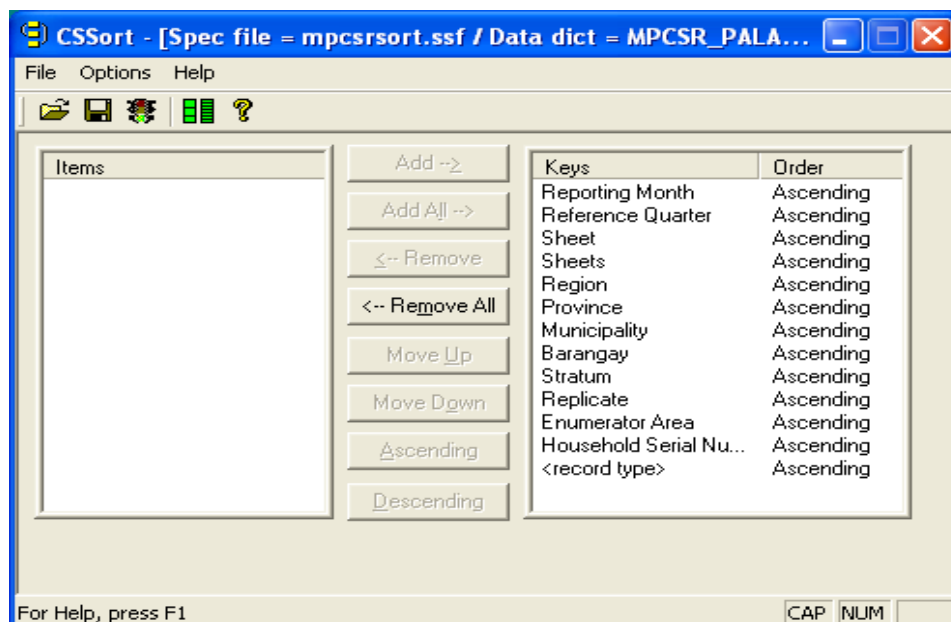 CSSort - [Spec file = mpcsrsort.ssf / Data dict = MPCSR_PALA...
File Options Help
Items
Add -->
Add All -->
<-- Remove
<-- Remove All
Move Up
Move Down
Ascending
Descending
Keys Order
Reporting Month Ascending
Reference Quarter Ascending
Sheet Ascending
Sheets Ascending
Region Ascending
Province Ascending
Municipality Ascending
Barangay Ascending
Stratum Ascending
Replicate Ascending
Enumerator Area Ascending
Household Serial Nu... Ascending
<record type> Ascending
For Help, press F1 CAP NUM